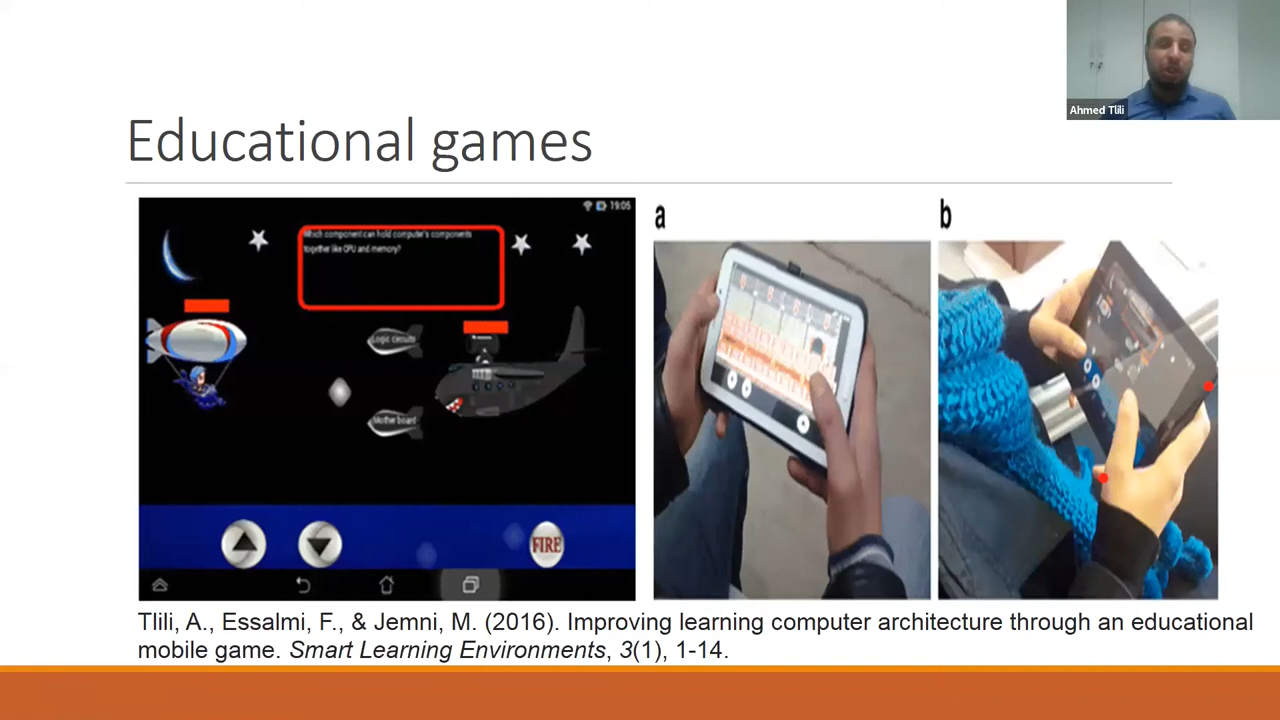 Ahmed Tlili
Educational games
19:05
Which component can hold computer's components
together like CPU and memory?
Logic circuits
Mother board
FIRE
a
b
Tlili, A., Essalmi, F., & Jemni, M. (2016). Improving learning computer architecture through an educational
mobile game. Smart Learning Environments, 3(1), 1-14.